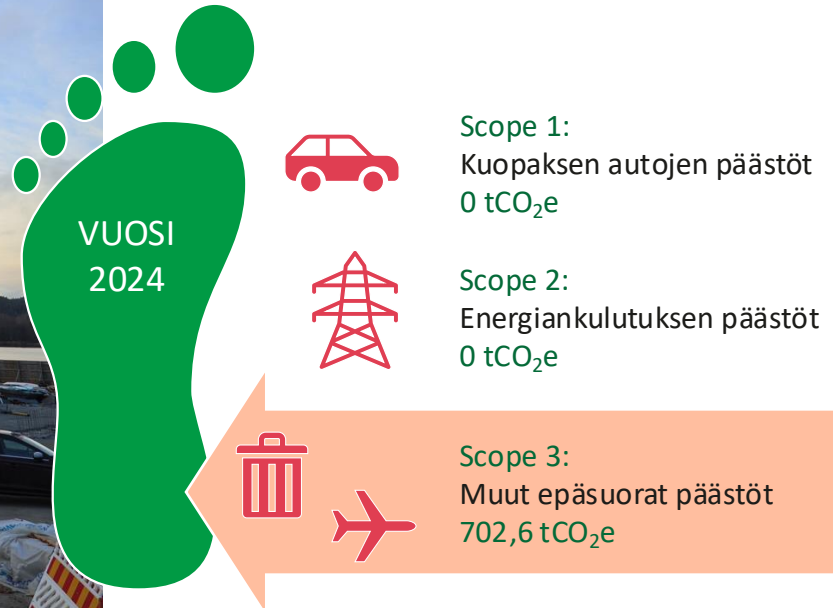 VUOSI
2024
Scope 1:
Kuopaksen autojen päästöt
0 tCO₂e
Scope 2:
Energiankulutuksen päästöt
0 tCO₂e
Scope 3:
Muut epäsuorat päästöt
702,6 tCO₂e